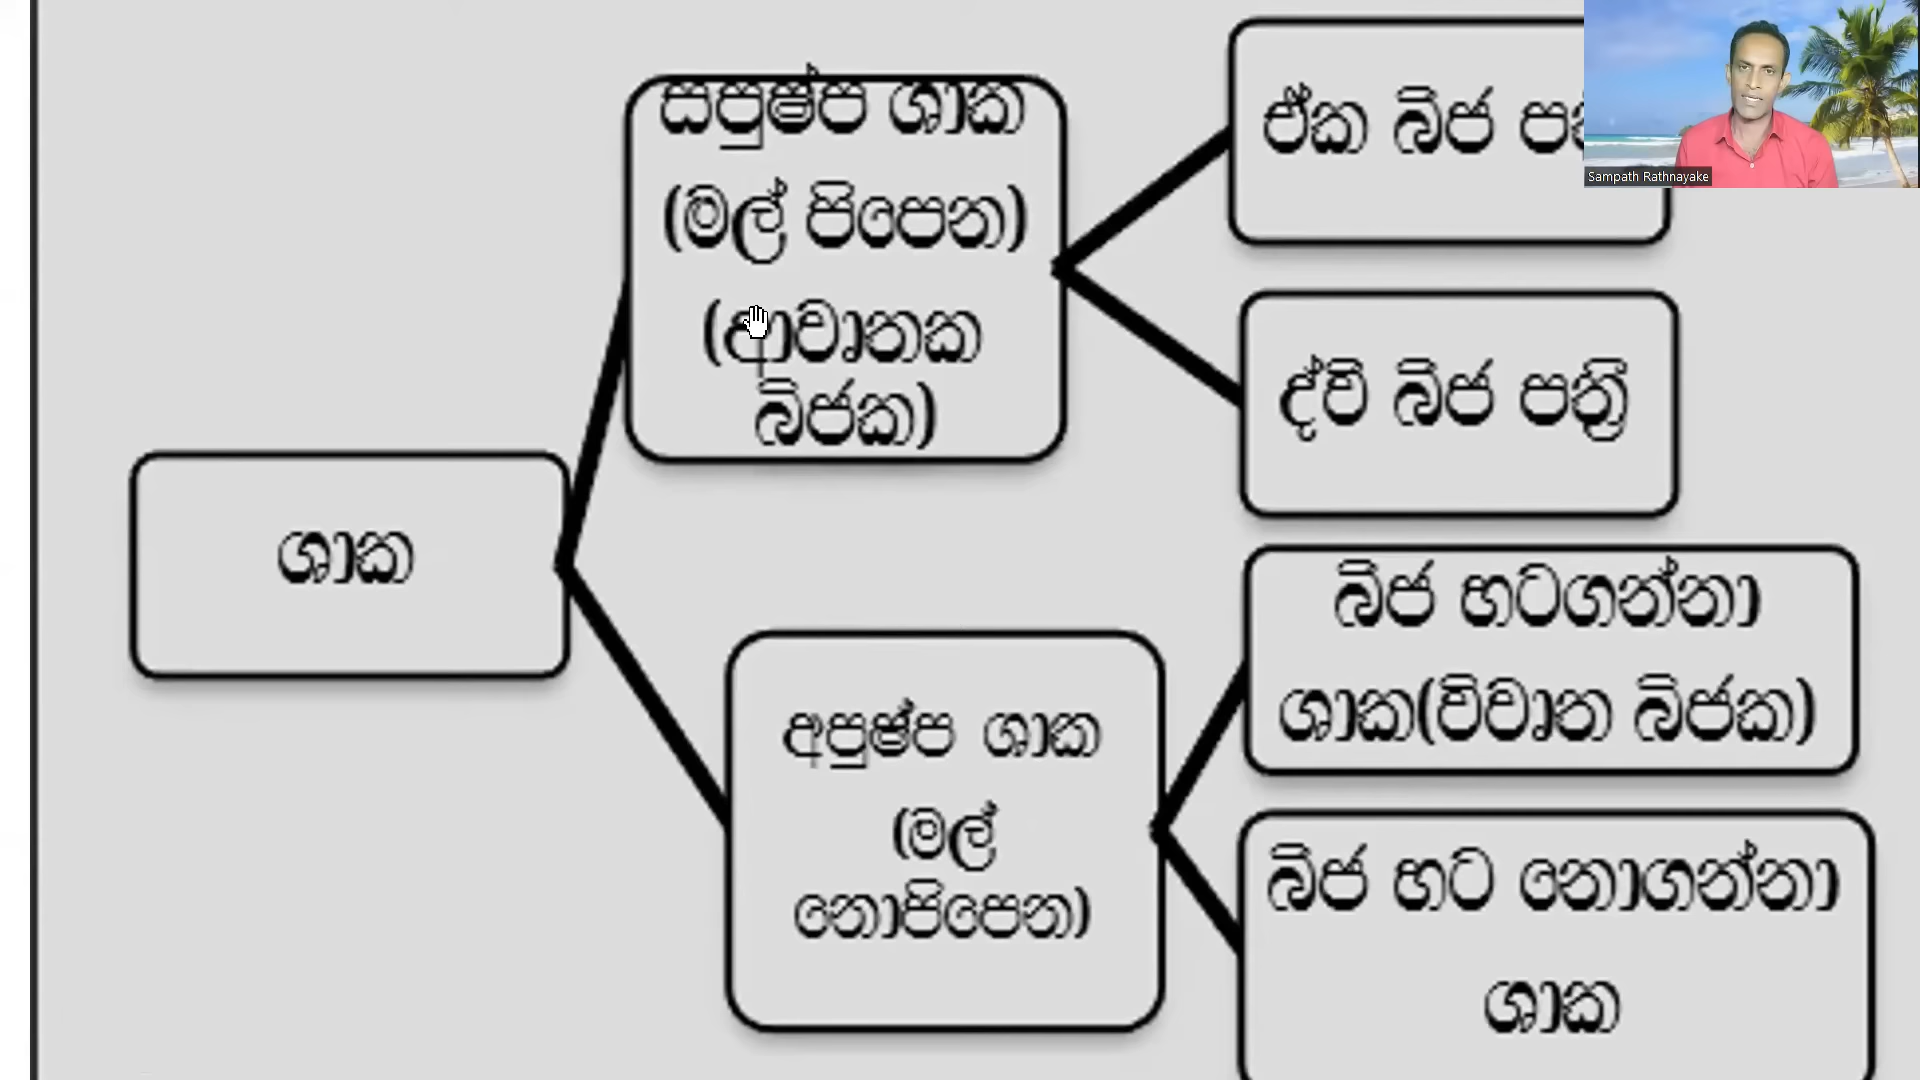 ශාක
සපුෂ්ප ශාක
(මල් පිපෙන)
(ආවෘතක
බීජක)
ඒක බීජ
ද්වී බීජ පත්‍රී
අපුෂ්ප ශාක
(මල්
නොපිපෙන)
බීජ හටගන්නා
ශාක(විවෘත බීජක)
බීජ හට නොගන්නා
ශාක
Sampath Rathnayake